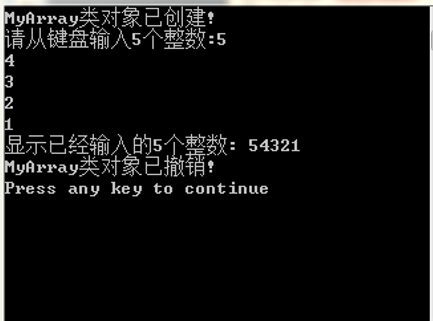 MyArray类对象已创建!
请从键盘输入5个整数:5
4
3
2
1
显示已经输入的5个整数: 54321
MyArray类对象已撤销!
Press any key to continue